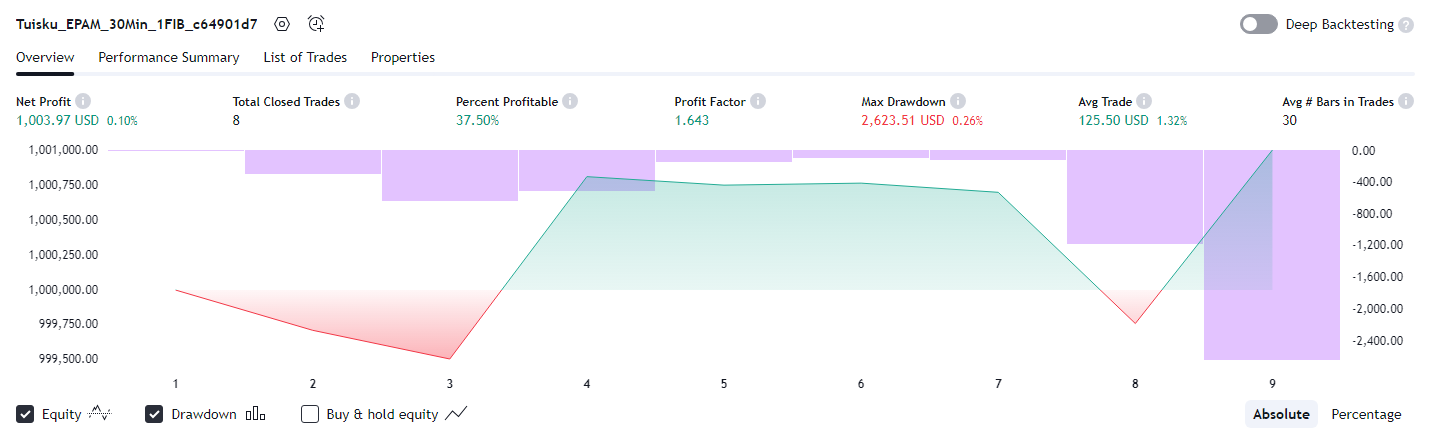 Tuisku_EPAM_30Min_1FIB_c64901d7 Deep Backtesting ?
Overview Performance Summary List of Trades Properties
Net Profit Total Closed Trades Percent Profitable Profit Factor Max Drawdown Avg Trade Avg # Bars in Trades
1,003.97 USD 0.10% 8 37.50% 1.643 2,623.51 USD 0.26% 125.50 USD 1.32% 30
1,001,000.00 0.00
1,000,750.00 -400.00
1,000,500.00 -800.00
1,000,250.00 -1,200.00
1,000,000.00 -1,600.00
999,750.00 -2,000.00
999,500.00 -2,400.00
1 2 3 4 5 6 7 8 9
Equity Drawdown Buy & hold equity Absolute Percentage